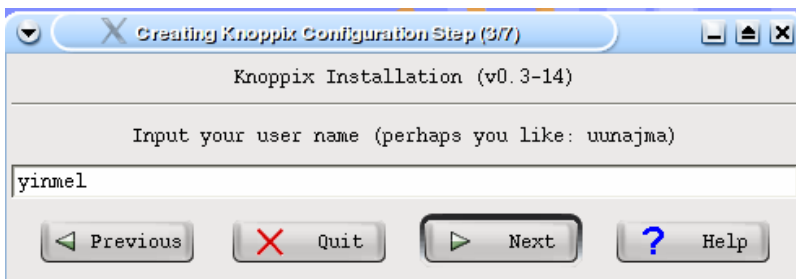 Creating Knoppix Configuration Step (3/7)
Knoppix Installation (v0.3-14)
Input your user name (perhaps you like: uunajma)
yinmel
Previous Quit Next ? Help